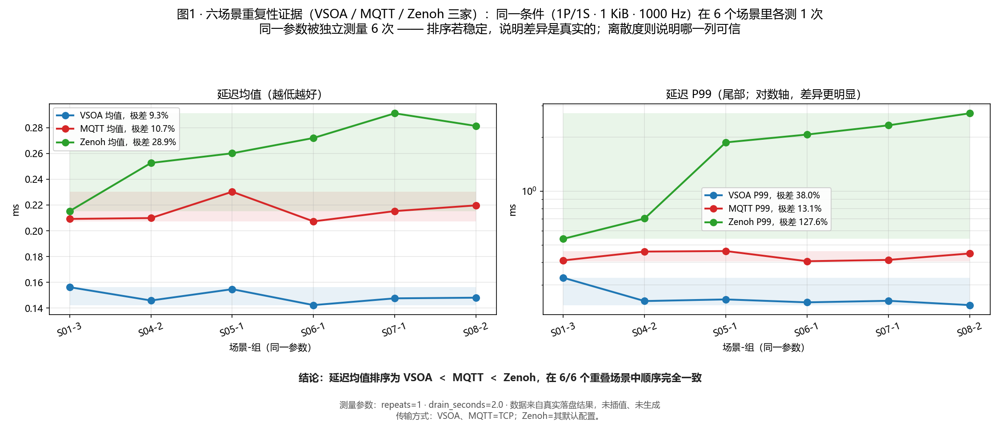 图1 · 六场景重复性证据（VSOA / MQTT / Zenoh 三家）：同一条件（1P/1S · 1 KiB · 1000 Hz）在 6 个场景里各测 1 次
同一参数被独立测量 6 次 —— 排序若稳定，说明差异是真实的；离散度则说明哪一列可信
延迟均值（越低越好）
VSOA 均值，极差 9.3%
MQTT 均值，极差 10.7%
Zenoh 均值，极差 28.9%
0.28
0.26
0.24
0.22
0.20
0.18
0.16
0.14
ms
S01-3
S04-2
S05-1
S06-1
S07-1
S08-2
场景-组（同一参数）
延迟 P99（尾部；对数轴，差异更明显）
10⁰
ms
VSOA P99，极差 38.0%
MQTT P99，极差 13.1%
Zenoh P99，极差 127.6%
S01-3
S04-2
S05-1
S06-1
S07-1
S08-2
场景-组（同一参数）
结论：延迟均值排序为 VSOA < MQTT < Zenoh，在 6/6 个重叠场景中顺序完全一致
测量参数：repeats=1 · drain_seconds=2.0 · 数据来自真实落盘结果，未插值、未生成
传输方式：VSOA、MQTT=TCP；Zenoh=其默认配置。